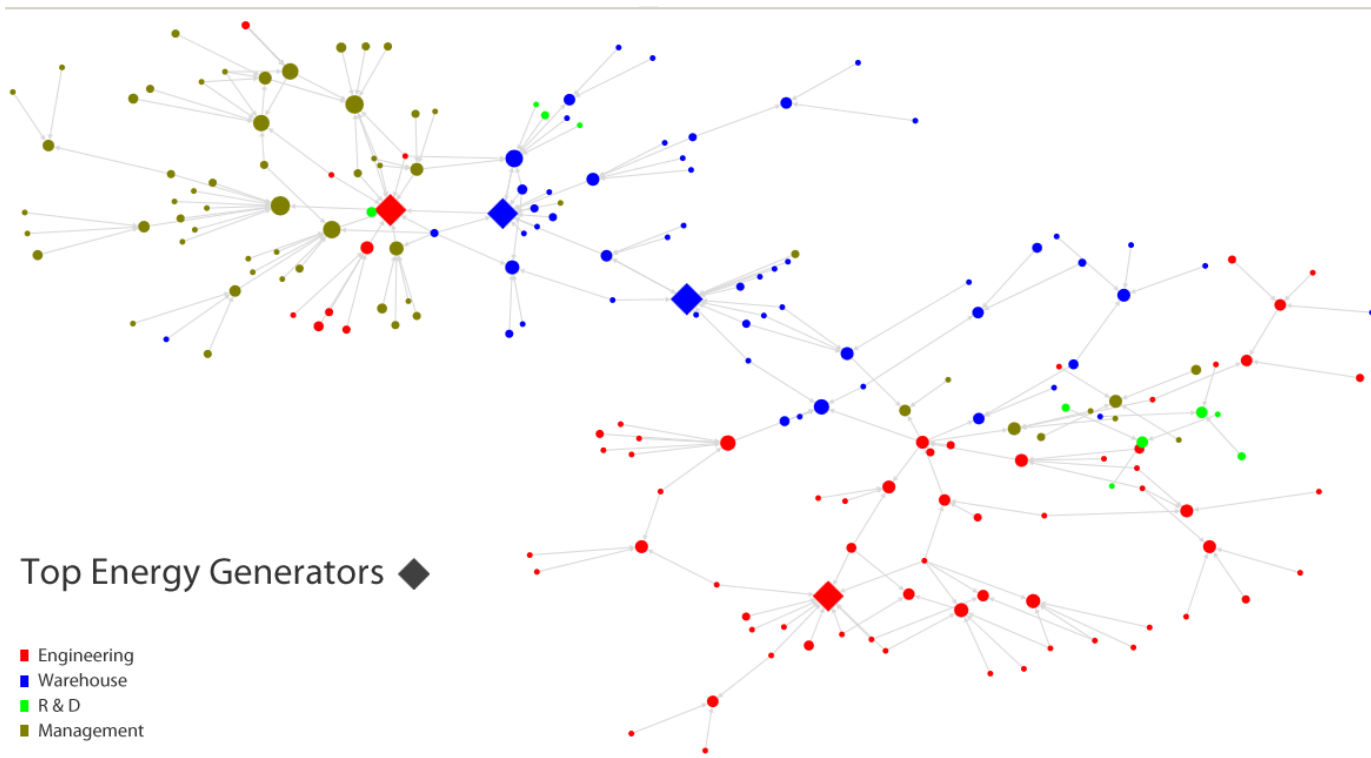 Top Energy Generators
Engineering
Warehouse
R & D
Management